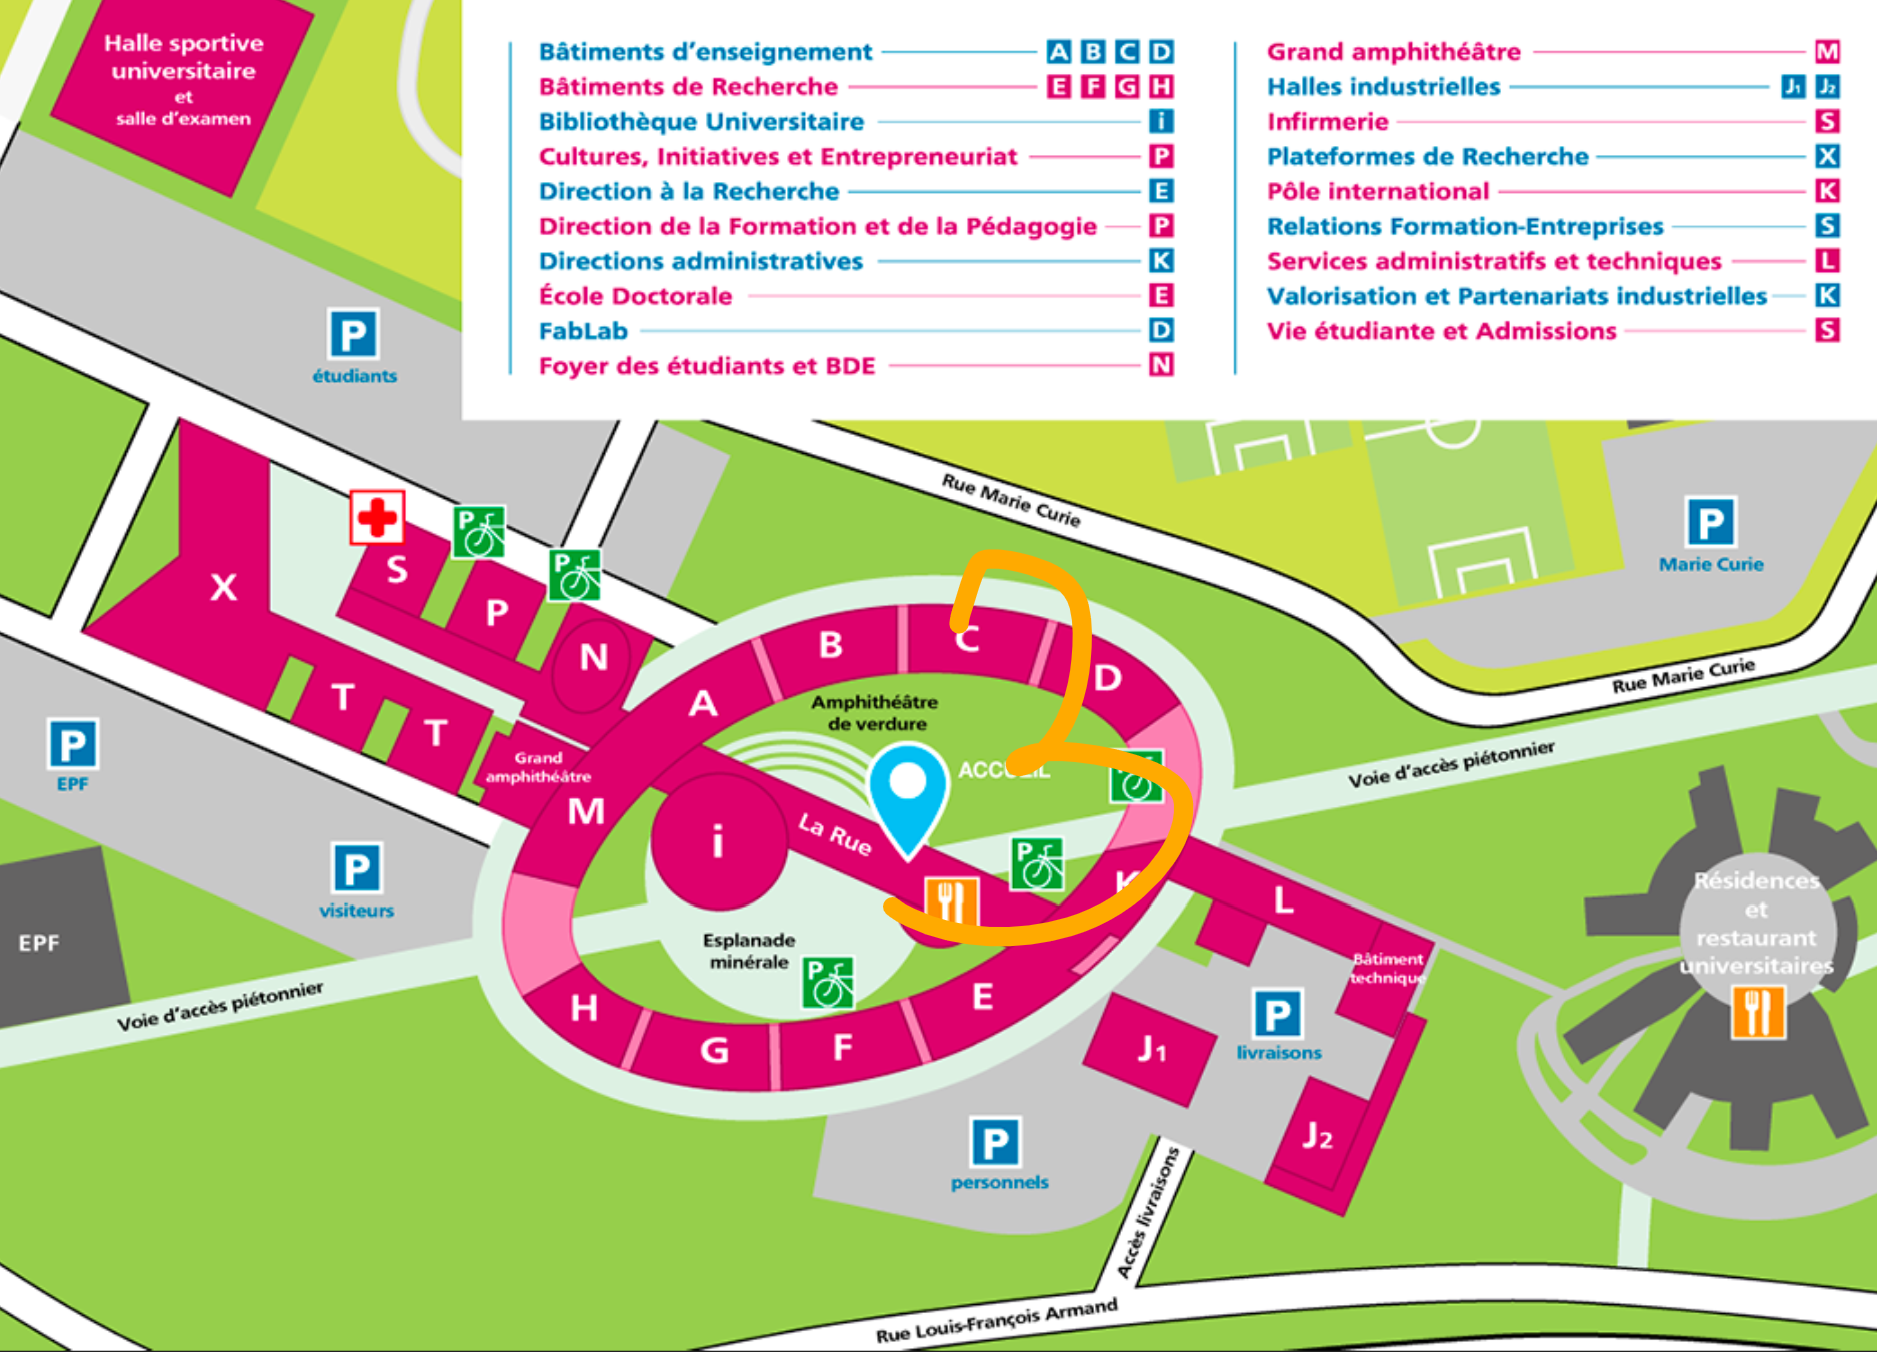 Halle sportive
universitaire
et
salle d'examen
Bâtiments d'enseignement A B C D
Bâtiments de Recherche E F G H
Bibliothèque Universitaire i
Cultures, Initiatives et Entrepreneuriat P
Direction à la Recherche E
Direction de la Formation et de la Pédagogie P
Directions administratives K
École Doctorale E
FabLab D
Foyer des étudiants et BDE N
Grand amphithéâtre M
Halles industrielles J1 J2
Infirmerie S
Plateformes de Recherche X
Pôle international K
Relations Formation-Entreprises S
Services administratifs et techniques L
Valorisation et Partenariats industrielles K
Vie étudiante et Admissions S
P
étudiants
Rue Marie Curie
P
Marie Curie
Rue Marie Curie
Voie d'accès piétonnier
X
S
P
P
P
N
T
T
Grand
amphithéâtre
M
A
B
C
D
Amphithéâtre
de verdure
ACCUEIL
La Rue
i
P
P
EPF
P
visiteurs
EPF
Voie d'accès piétonnier
Esplanade
minérale
P
K
L
Bâtiment
technique
H
G
F
E
J1
P
livraisons
J2
P
personnels
Accès livraisons
Rue Louis-François Armand
Résidences
et
restaurant
universitaires
3